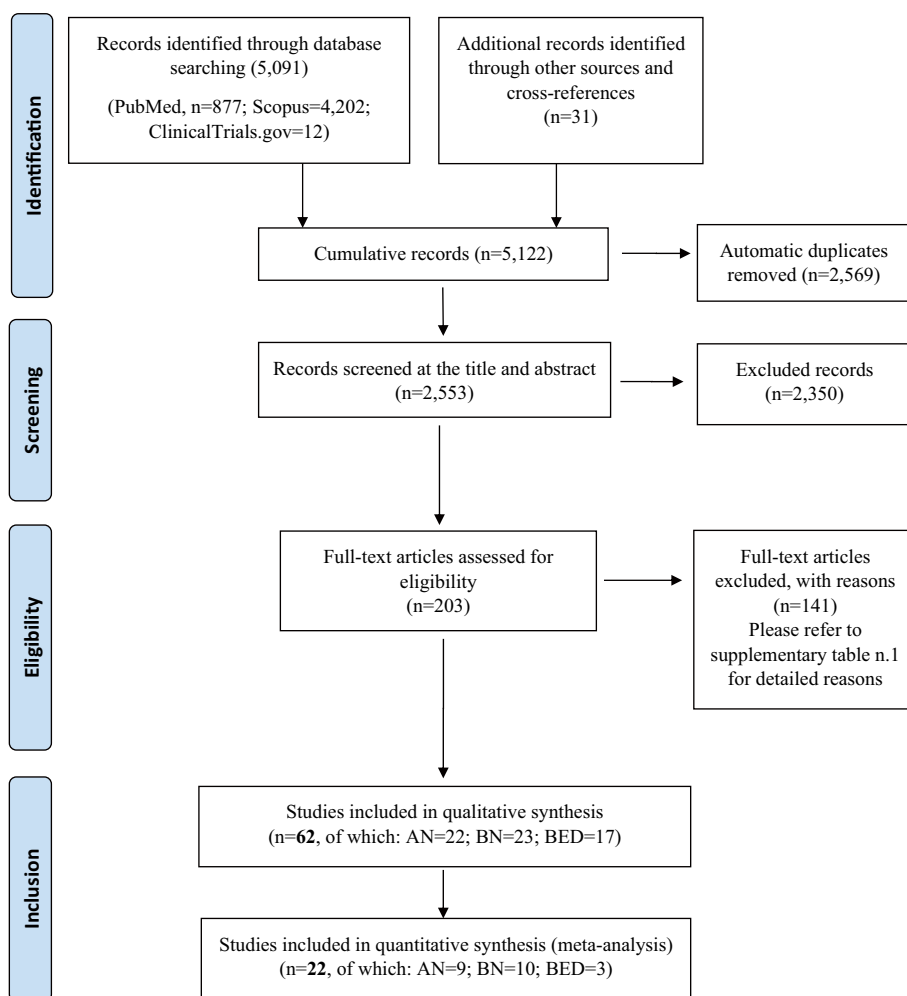 Identification
Records identified through database
searching (5,091)
(PubMed, n=877; Scopus=4,202;
ClinicalTrials.gov=12)
Additional records identified
through other sources and
cross-references
(n=31)
Cumulative records (n=5,122)
Automatic duplicates
removed (n=2,569)
Screening
Records screened at the title and abstract
(n=2,553)
Excluded records
(n=2,350)
Eligibility
Full-text articles assessed for
eligibility
(n=203)
Full-text articles
excluded, with reasons
(n=141)
Please refer to
supplementary table n.1
for detailed reasons
Inclusion
Studies included in qualitative synthesis
(n=62, of which: AN=22; BN=23; BED=17)
Studies included in quantitative synthesis (meta-analysis)
(n=22, of which: AN=9; BN=10; BED=3)